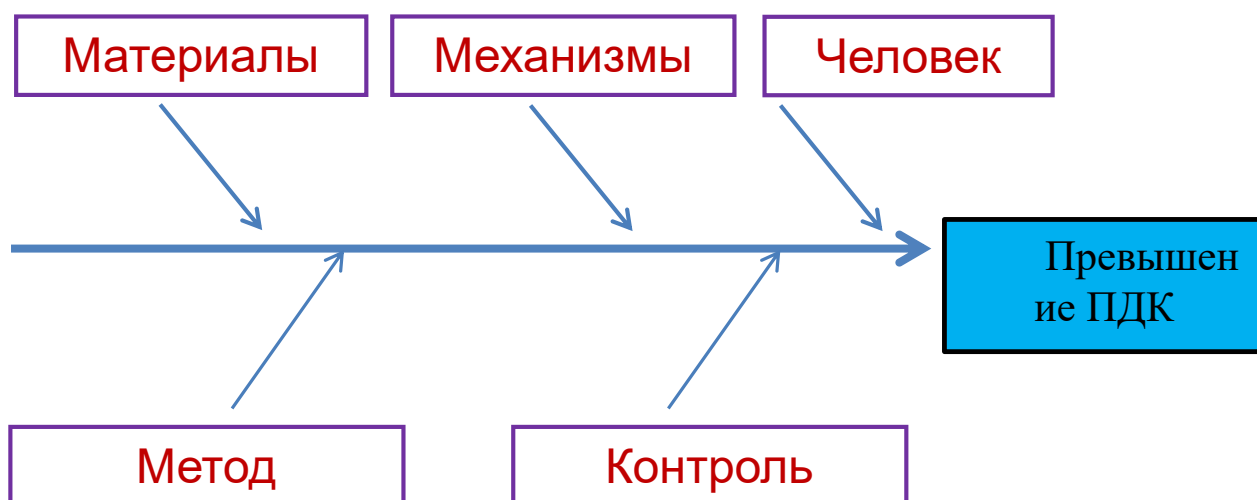 Материалы
Механизмы
Человек
Превышен
ие ПДК
Метод
Контроль